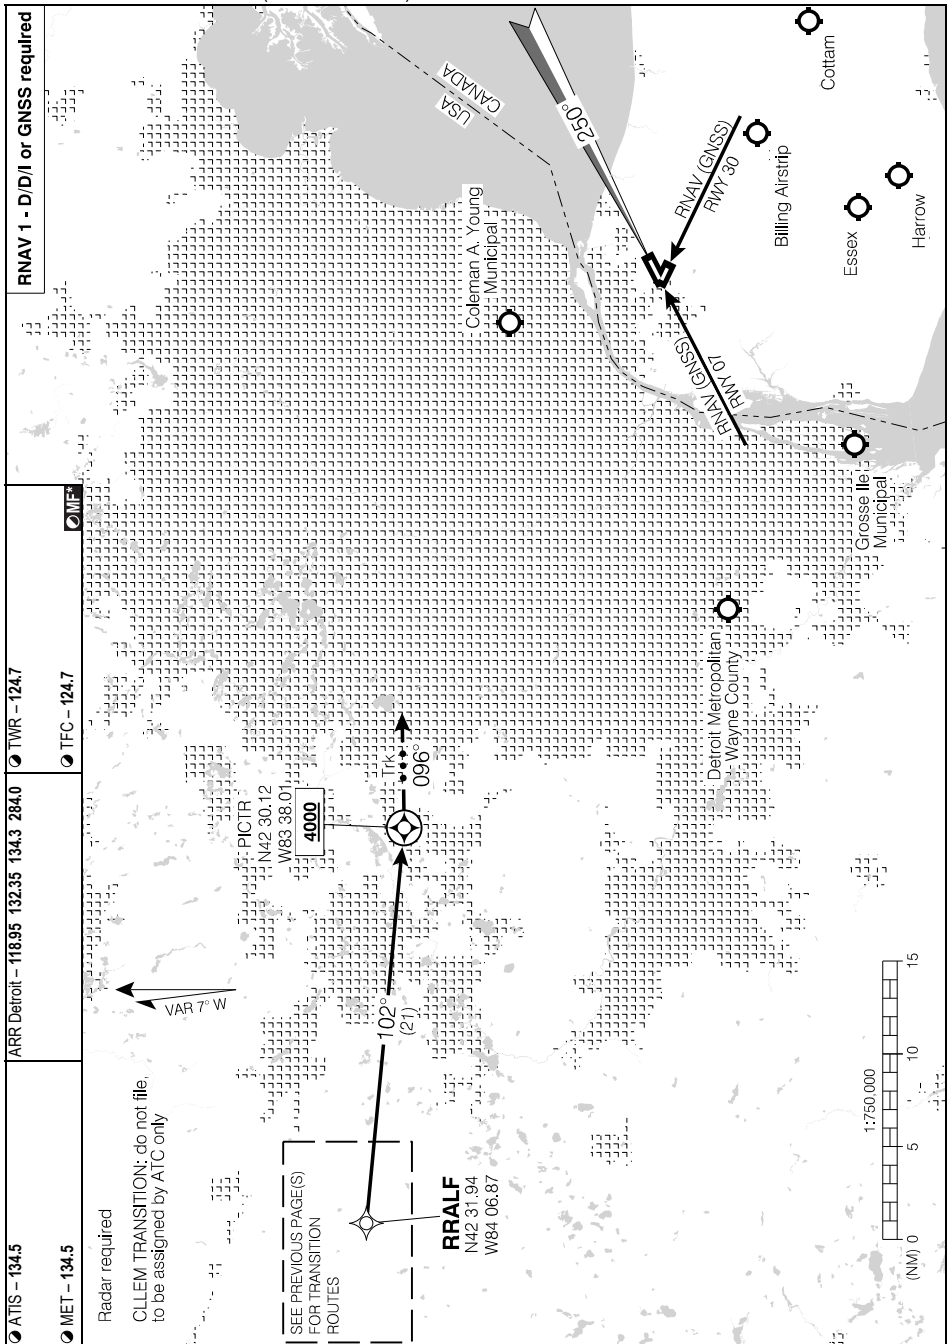 ATIS – 134.5
MET – 134.5
ARR Detroit – 118.95 132.35 134.3 284.0
TWR – 124.7
TFC – 124.7
MF*
RNAV 1 - D/D/I or GNSS required
Radar required
CLLEM TRANSITION: do not file,
to be assigned by ATC only
VAR 7° W
SEE PREVIOUS PAGE(S)
FOR TRANSITION
ROUTES
RRALF
N42 31.94
W84 06.87
102°
(21)
PICTR
N42 30.12
W83 38.01
4000
Trk
096°
USA
CANADA
250°
Coleman A. Young
Municipal
RNAV (GNSS)
RWY 30
RNAV (GNSS)
RWY 07
Cottam
Billing Airstrip
Essex
Harrow
Grosse Ile
Municipal
Detroit Metropolitan
Wayne County
1:750,000
(NM) 0 5 10 15